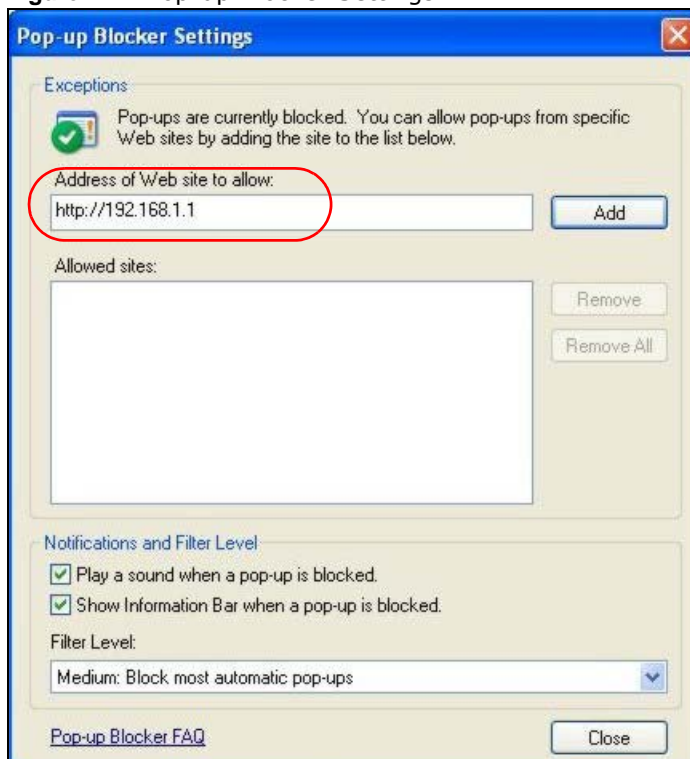 Pop-up Blocker Settings
Exceptions
Pop-ups are currently blocked. You can allow pop-ups from specific
Web sites by adding the site to the list below.
Address of Web site to allow:
http://192.168.1.1
Add
Allowed sites:
Remove
Remove All
Notifications and Filter Level
Play a sound when a pop-up is blocked.
Show Information Bar when a pop-up is blocked.
Filter Level:
Medium: Block most automatic pop-ups
Pop-up Blocker FAQ
Close